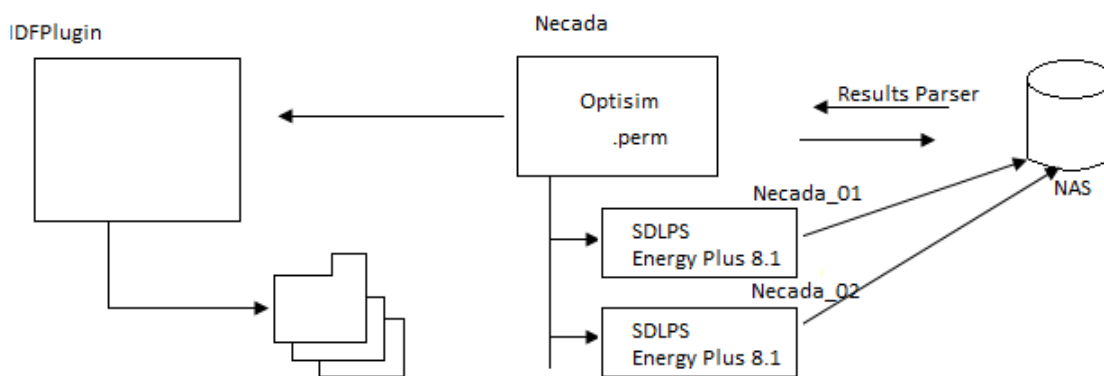 Necada
IDFPlugin
Optisim
.perm
Results Parser
NAS
Necada_01
SDLPS
Energy Plus 8.1
Necada_02
SDLPS
Energy Plus 8.1